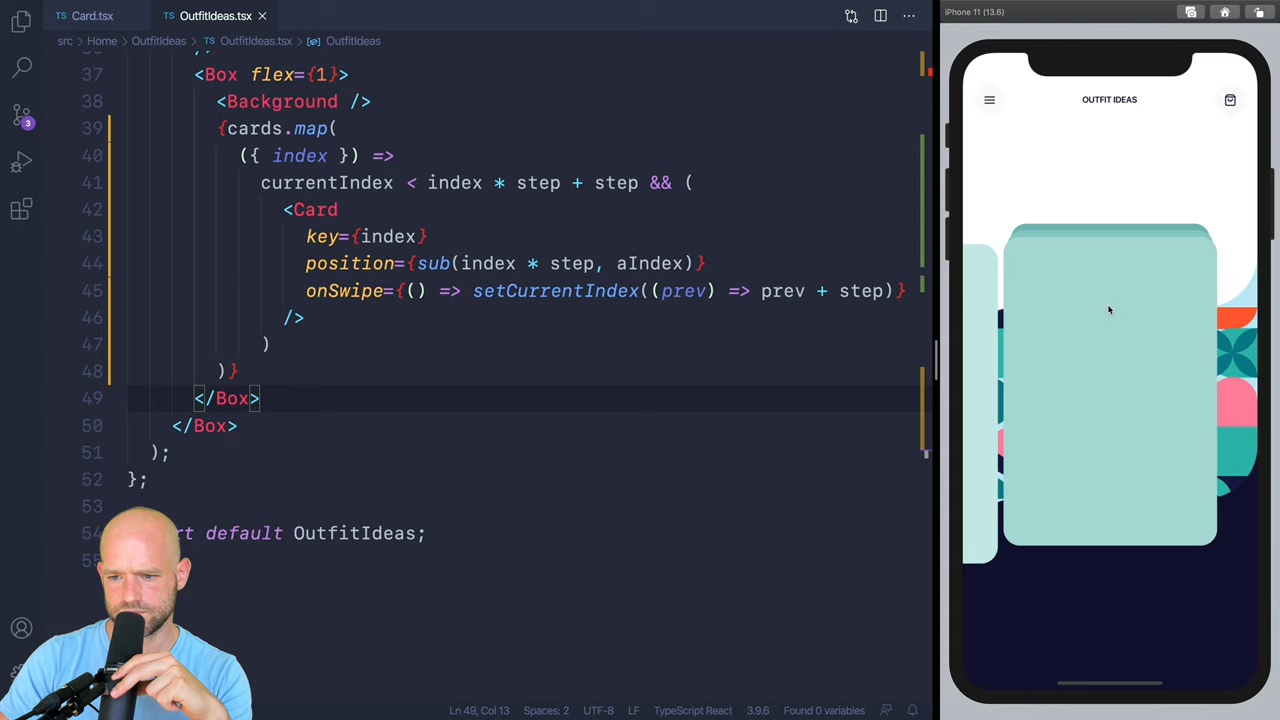 Card.tsx
OutfitIdeas.tsx
iPhone 11 (13.6)
src > Home > OutfitIdeas > OutfitIdeas.tsx > OutfitIdeas
37 <Box flex={1}>
38 <Background />
39 {cards.map(
40 ({ index }) =>
41 currentIndex < index * step + step && (
42 <Card
43 key={index}
44 position={sub(index * step, aIndex)}
45 onSwipe={() => setCurrentIndex((prev) => prev + step)}
46 />
47 )
48 )}
49 </Box>
50 </Box>
51 );
52 };
53
54 rt default OutfitIdeas;
55
3
OUTFIT IDEAS
Ln 49, Col 13 Spaces: 2 UTF-8 LF TypeScript React 3.9.6 Found 0 variables